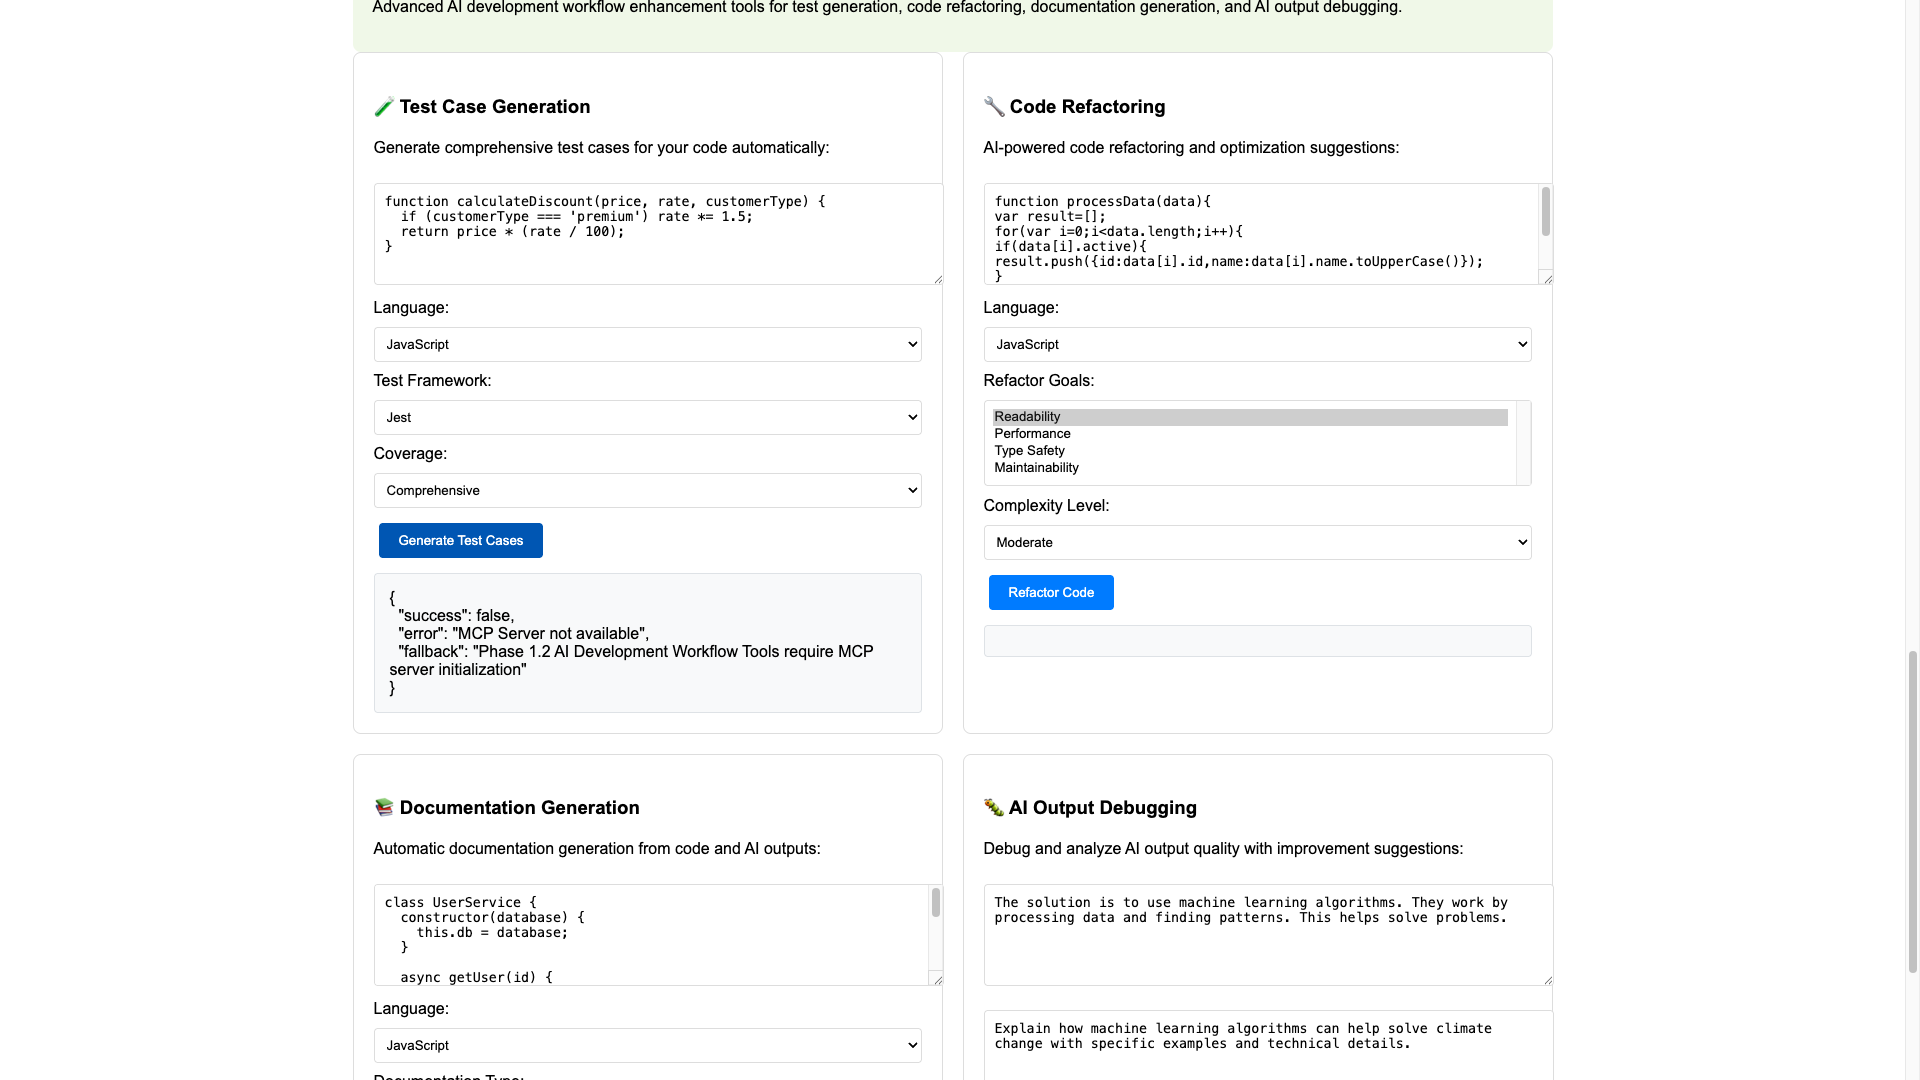 Advanced AI development workflow enhancement tools for test generation, code refactoring, documentation generation, and AI output debugging.
Test Case Generation
Generate comprehensive test cases for your code automatically:
function calculateDiscount(price, rate, customerType) {
  if (customerType === 'premium') rate *= 1.5;
  return price * (rate / 100);
}
Language:
JavaScript
Test Framework:
Jest
Coverage:
Comprehensive
Generate Test Cases
{
  "success": false,
  "error": "MCP Server not available",
  "fallback": "Phase 1.2 AI Development Workflow Tools require MCP
server initialization"
}
Code Refactoring
AI-powered code refactoring and optimization suggestions:
function processData(data){
var result=[];
for(var i=0;i<data.length;i++){
if(data[i].active){
result.push({id:data[i].id,name:data[i].name.toUpperCase()});
}
Language:
JavaScript
Refactor Goals:
Readability
Performance
Type Safety
Maintainability
Complexity Level:
Moderate
Refactor Code
Documentation Generation
Automatic documentation generation from code and AI outputs:
class UserService {
  constructor(database) {
    this.db = database;
  }
  async getUser(id) {
Language:
JavaScript
Documentation Type:
AI Output Debugging
Debug and analyze AI output quality with improvement suggestions:
The solution is to use machine learning algorithms. They work by
processing data and finding patterns. This helps solve problems.
Explain how machine learning algorithms can help solve climate
change with specific examples and technical details.